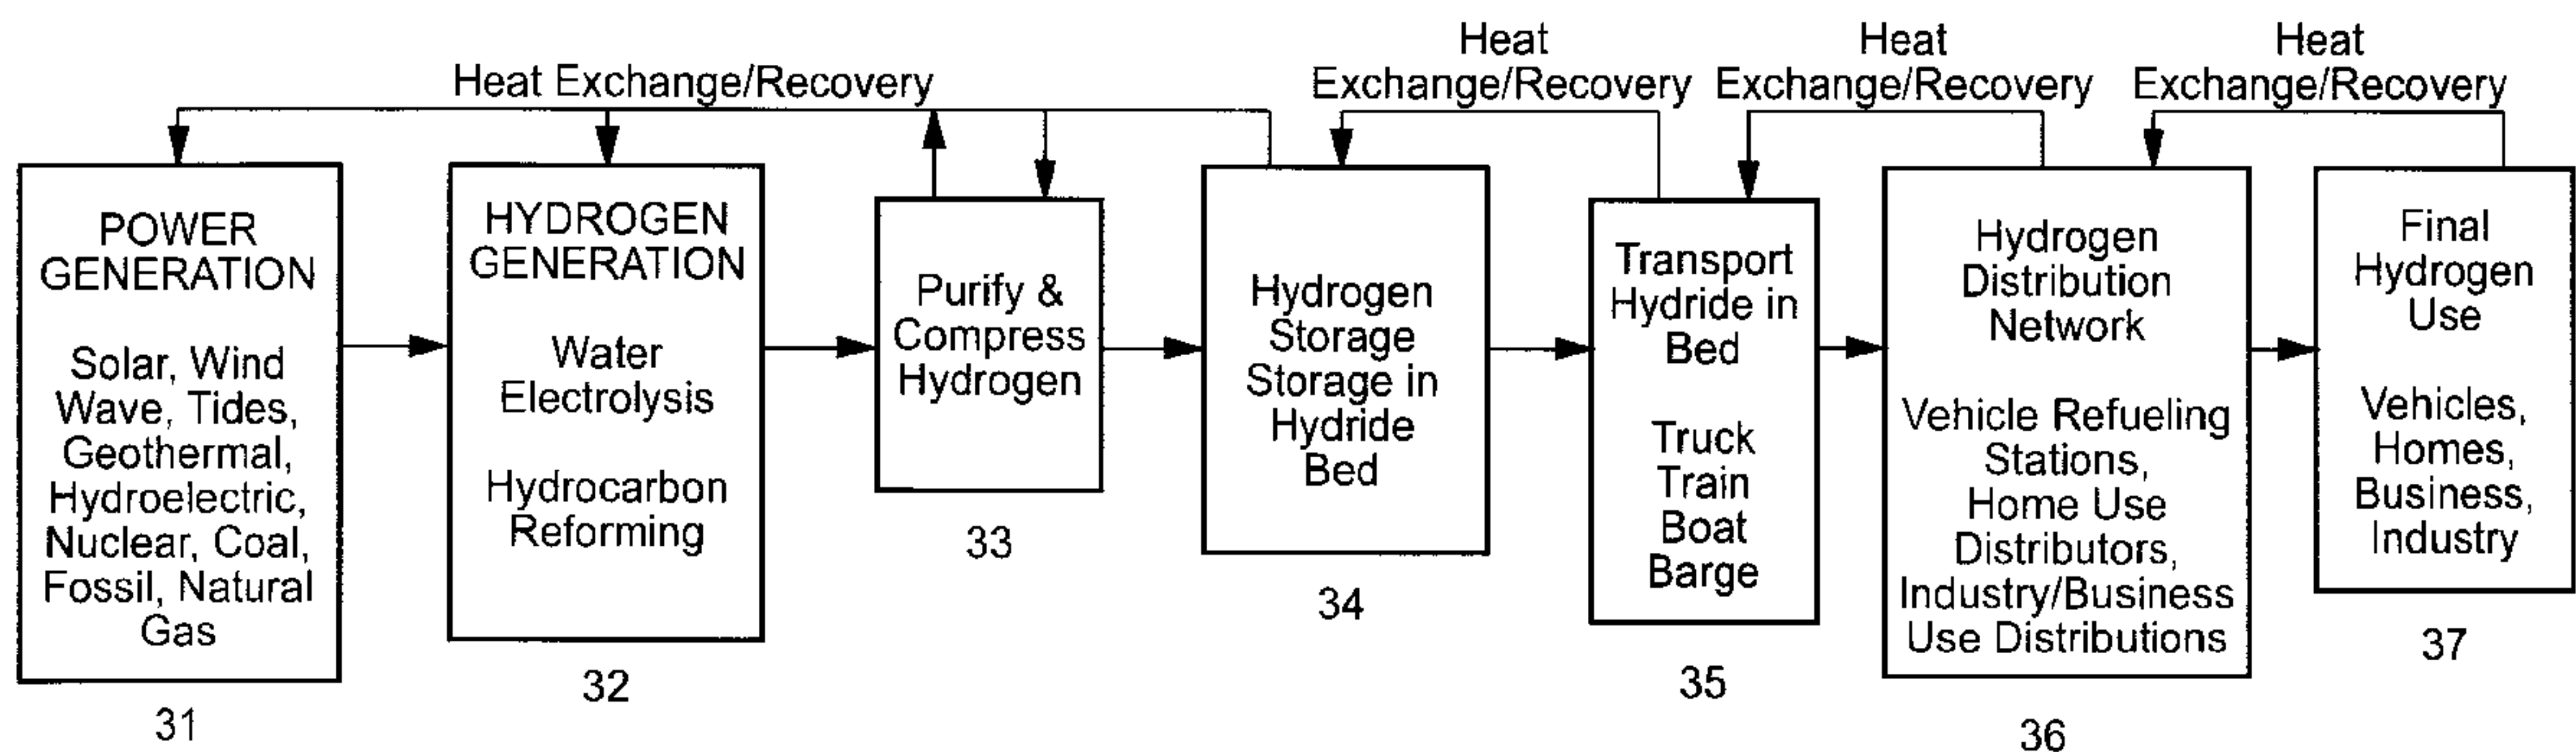 Heat Exchange/Recovery
Heat
Exchange/Recovery
Heat
Exchange/Recovery
Heat
Exchange/Recovery
POWER
GENERATION
Solar, Wind
Wave, Tides,
Geothermal,
Hydroelectric,
Nuclear, Coal,
Fossil, Natural
Gas
31
HYDROGEN
GENERATION
Water
Electrolysis
Hydrocarbon
Reforming
32
Purify &
Compress
Hydrogen
33
Hydrogen
Storage
Storage in
Hydride
Bed
34
Transport
Hydride in
Bed
Truck
Train
Boat
Barge
35
Hydrogen
Distribution
Network
Vehicle Refueling
Stations,
Home Use
Distributors,
Industry/Business
Use Distributions
36
Final
Hydrogen
Use
Vehicles,
Homes,
Business,
Industry
37